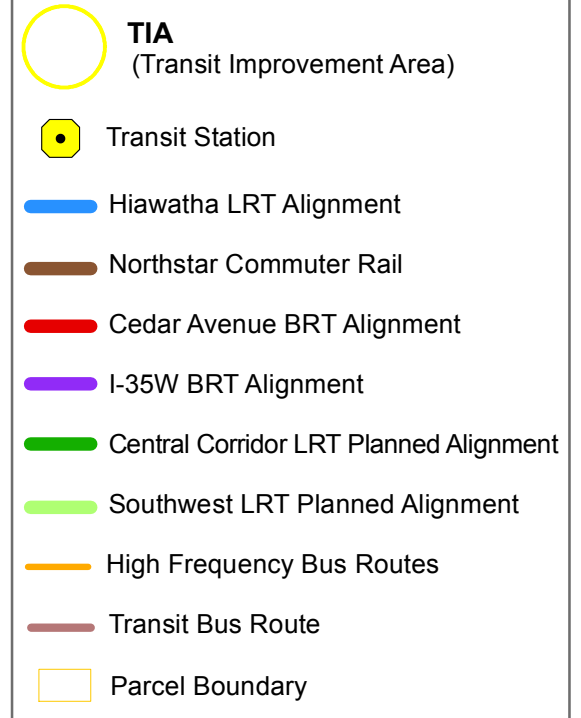 TIA
(Transit Improvement Area)
Transit Station
Hiawatha LRT Alignment
Northstar Commuter Rail
Cedar Avenue BRT Alignment
I-35W BRT Alignment
Central Corridor LRT Planned Alignment
Southwest LRT Planned Alignment
High Frequency Bus Routes
Transit Bus Route
Parcel Boundary